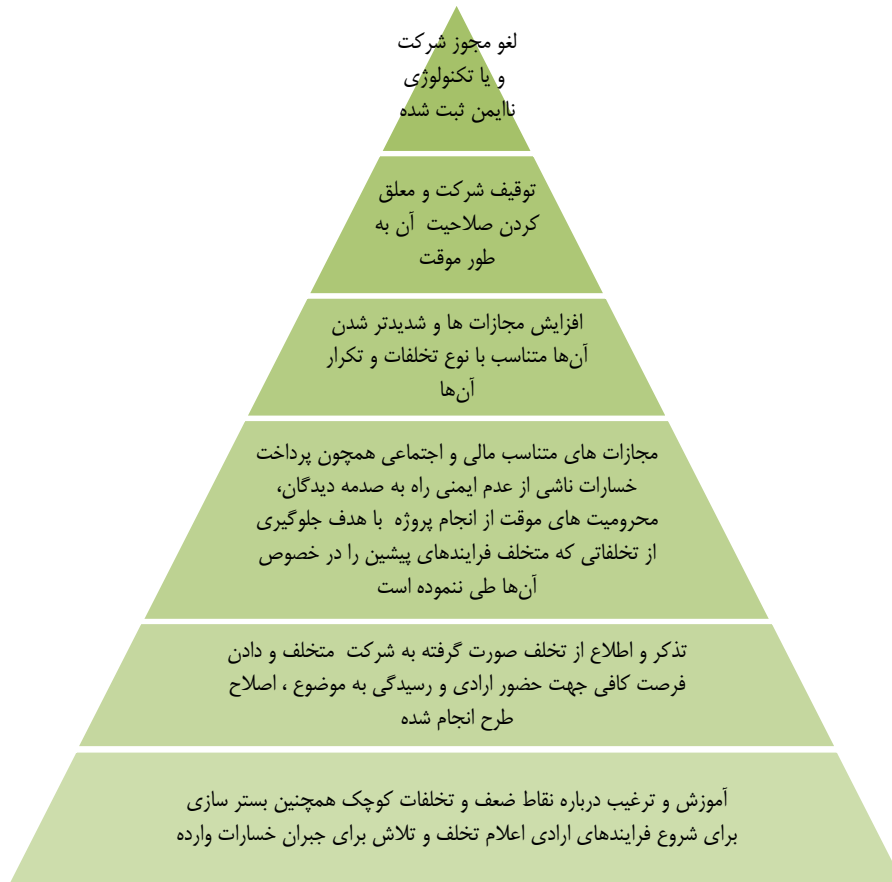 لغو مجوز شرکت
و یا تکنولوژی
ناایمن ثبت شده
توقیف شرکت و معلق
کردن صلاحیت آن به
طور موقت
افزایش مجازات ها و شدیدتر شدن
آن‌ها متناسب با نوع تخلفات و تکرار
آن‌ها
مجازات های متناسب مالی و اجتماعی همچون پرداخت
خسارات ناشی از عدم ایمنی راه به صدمه دیدگان،
محرومیت های موقت از انجام پروژه با هدف جلوگیری
از تخلفاتی که متخلف فرایندهای پیشین را در خصوص
آن‌ها طی ننموده است
تذکر و اطلاع از تخلف صورت گرفته به شرکت متخلف و دادن
فرصت کافی جهت حضور ارادی و رسیدگی به موضوع ، اصلاح
طرح انجام شده
آموزش و ترغیب درباره نقاط ضعف و تخلفات کوچک همچنین بستر سازی
برای شروع فرایندهای ارادی اعلام تخلف و تلاش برای جبران خسارات وارده